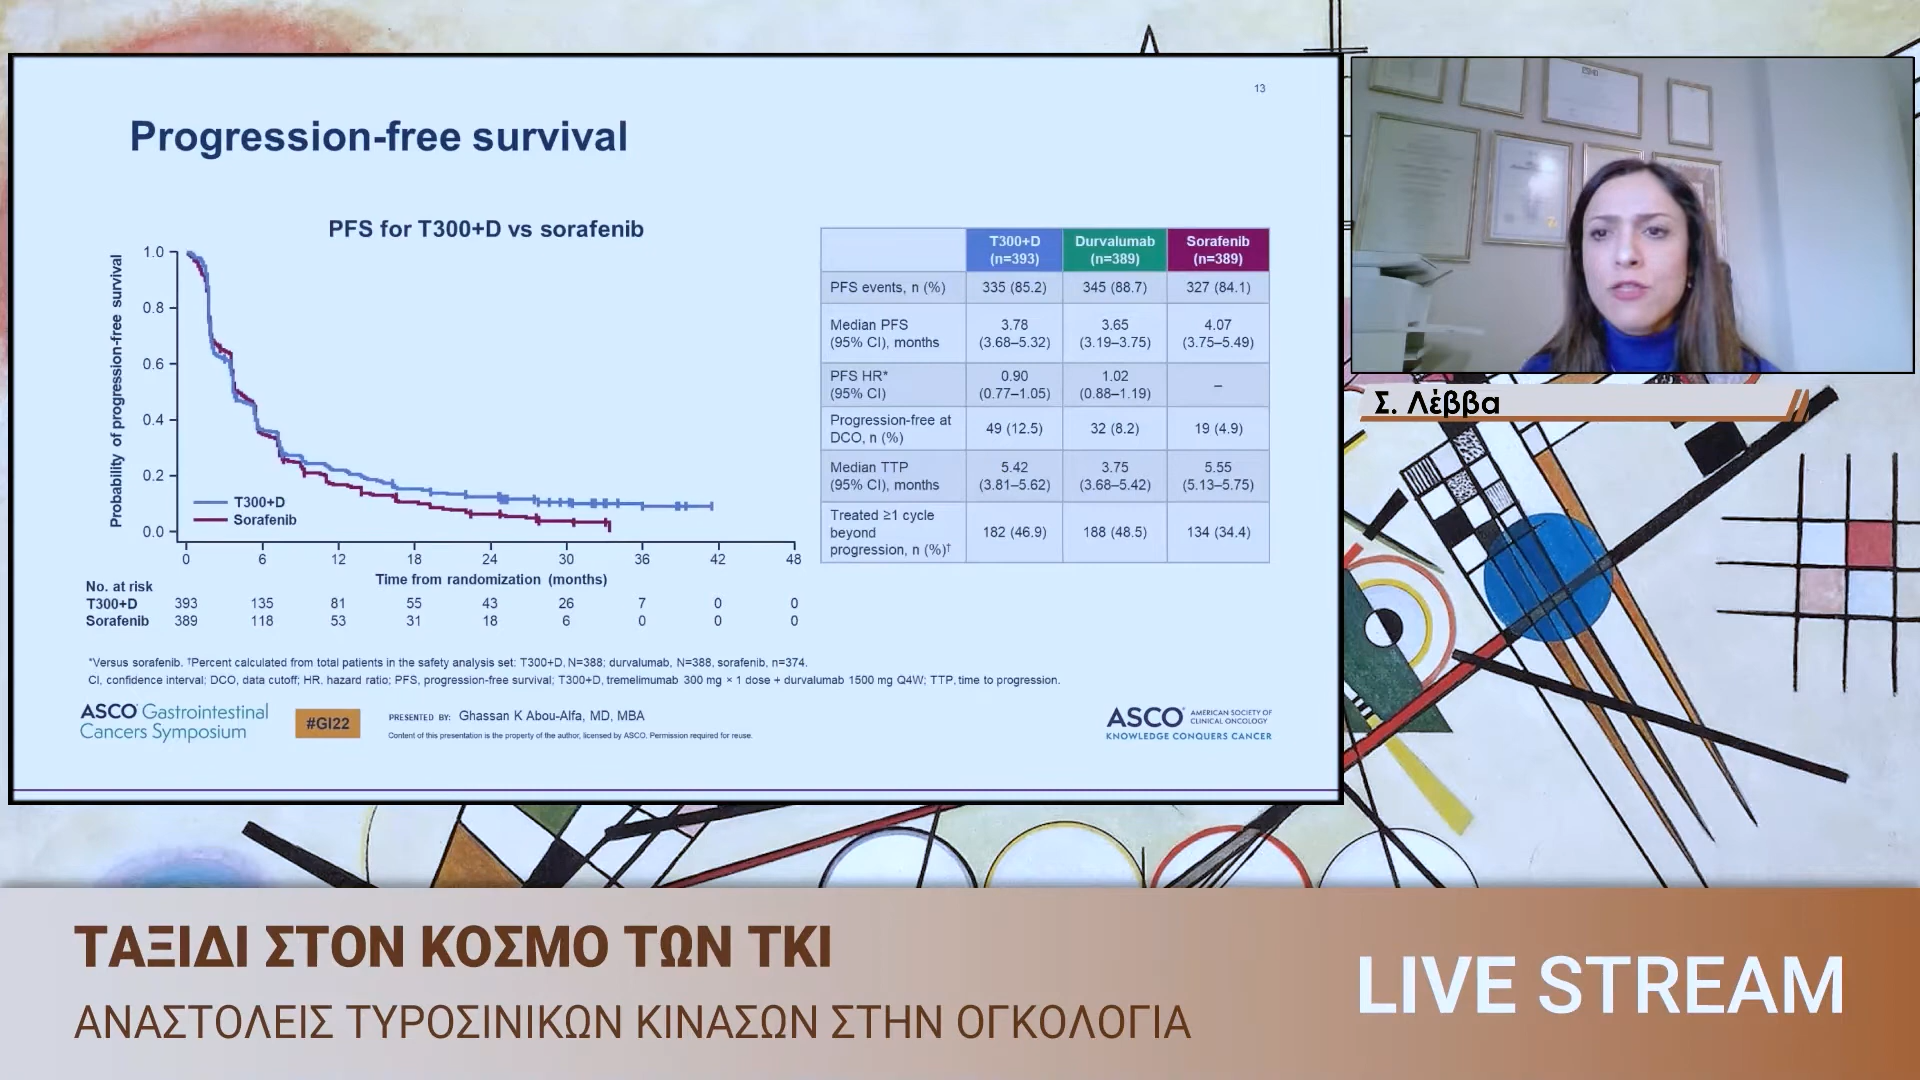 13
Progression-free survival
PFS for T300+D vs sorafenib
Probability of progression-free survival
1.0
0.8
0.6
0.4
0.2
0.0
T300+D
Sorafenib
0 6 12 18 24 30 36 42 48
Time from randomization (months)
No. at risk
T300+D 393 135 81 55 43 26 7 0 0
Sorafenib 389 118 53 31 18 6 0 0 0
T300+D (n=393) Durvalumab (n=389) Sorafenib (n=389)
PFS events, n (%) 335 (85.2) 345 (88.7) 327 (84.1)
Median PFS (95% CI), months 3.78 (3.68–5.32) 3.65 (3.19–3.75) 4.07 (3.75–5.49)
PFS HR* (95% CI) 0.90 (0.77–1.05) 1.02 (0.88–1.19) –
Progression-free at DCO, n (%) 49 (12.5) 32 (8.2) 19 (4.9)
Median TTP (95% CI), months 5.42 (3.81–5.62) 3.75 (3.68–5.42) 5.55 (5.13–5.75)
Treated ≥1 cycle beyond progression, n (%)† 182 (46.9) 188 (48.5) 134 (34.4)
*Versus sorafenib. †Percent calculated from total patients in the safety analysis set: T300+D, N=388; durvalumab, N=388, sorafenib, n=374.
CI, confidence interval; DCO, data cutoff; HR, hazard ratio; PFS, progression-free survival; T300+D, tremelimumab 300 mg × 1 dose + durvalumab 1500 mg Q4W; TTP, time to progression.
ASCO Gastrointestinal
Cancers Symposium
#GI22
PRESENTED BY: Ghassan K Abou-Alfa, MD, MBA
Content of this presentation is the property of the author, licensed by ASCO. Permission required for reuse.
ASCO AMERICAN SOCIETY OF
CLINICAL ONCOLOGY
KNOWLEDGE CONQUERS CANCER
Σ. Λέββα
ΤΑΞΙΔΙ ΣΤΟΝ ΚΟΣΜΟ ΤΩΝ ΤΚΙ
ΑΝΑΣΤΟΛΕΙΣ ΤΥΡΟΣΙΝΙΚΩΝ ΚΙΝΑΣΩΝ ΣΤΗΝ ΟΓΚΟΛΟΓΙΑ
LIVE STREAM